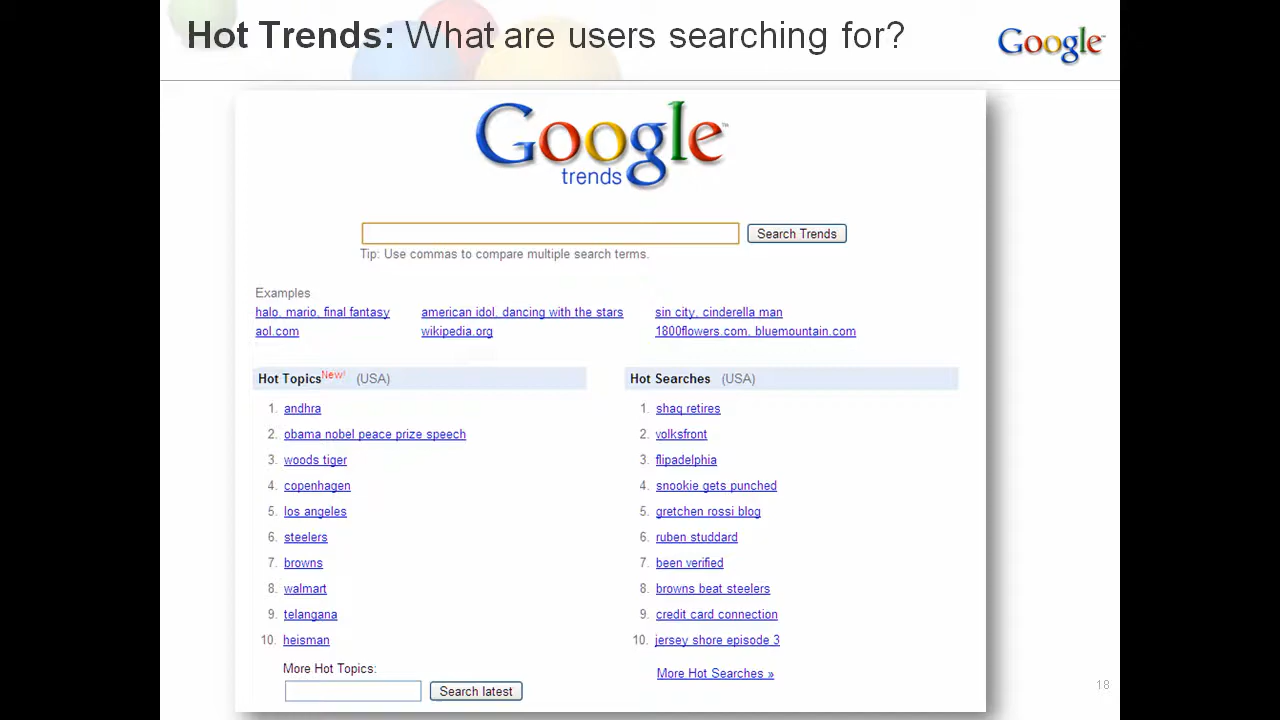 Hot Trends: What are users searching for?
Google™
Google™
trends
Search Trends
Tip: Use commas to compare multiple search terms.
Examples
halo, mario, final fantasy american idol, dancing with the stars sin city, cinderella man
aol.com wikipedia.org 1800flowers.com, bluemountain.com
Hot Topics New! (USA)
1. andhra
2. obama nobel peace prize speech
3. woods tiger
4. copenhagen
5. los angeles
6. steelers
7. browns
8. walmart
9. telangana
10. heisman
More Hot Topics:
Search latest
Hot Searches (USA)
1. shaq retires
2. volksfront
3. flipadelphia
4. snookie gets punched
5. gretchen rossi blog
6. ruben studdard
7. been verified
8. browns beat steelers
9. credit card connection
10. jersey shore episode 3
More Hot Searches »
18